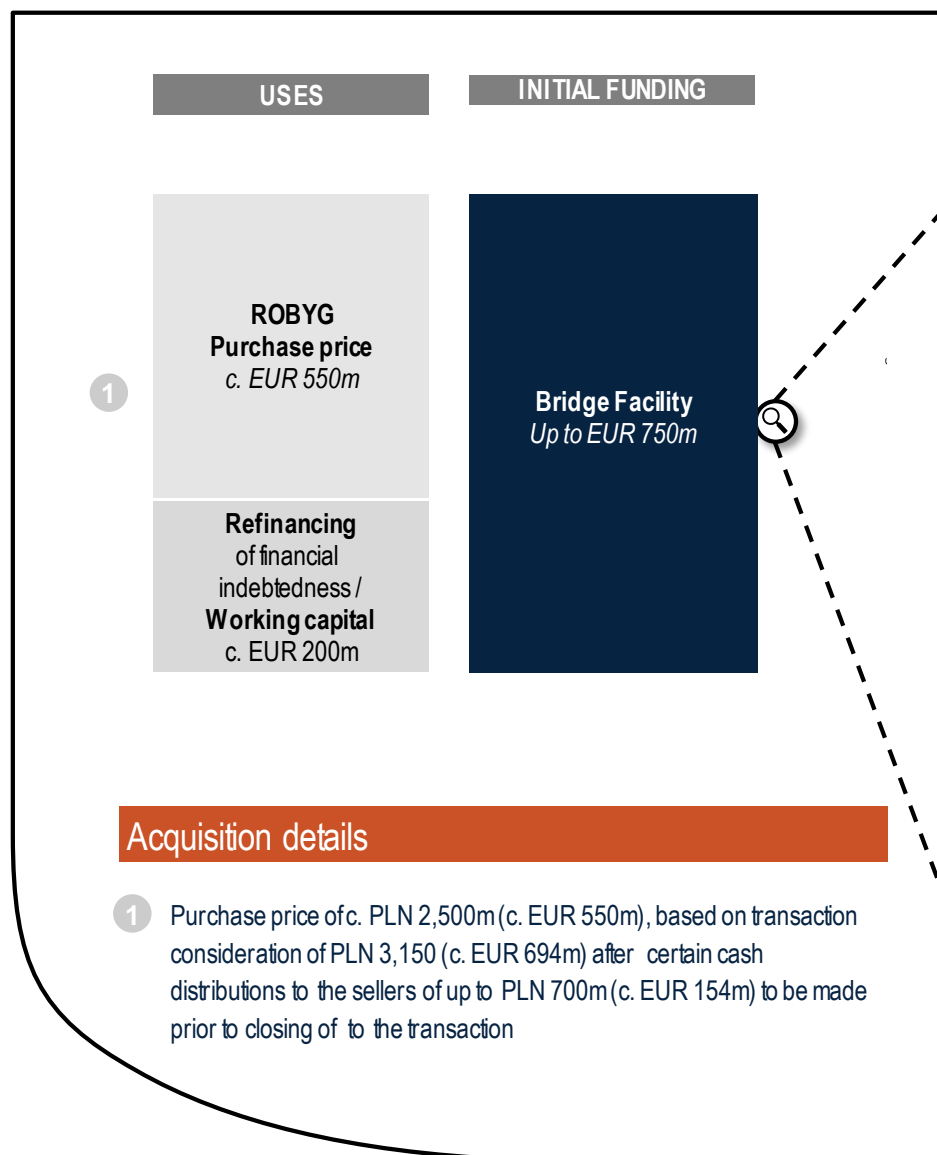 USES
INITIAL FUNDING
ROBYG
Purchase price
c. EUR 550m
1
Bridge Facility
Up to EUR 750m
Refinancing
of financial
indebtedness /
Working capital
c. EUR 200m
Acquisition details
1
Purchase price of c. PLN 2,500m (c. EUR 550m), based on transaction
consideration of PLN 3,150 (c. EUR 694m) after certain cash
distributions to the sellers of up to PLN 700m (c. EUR 154m) to be made
prior to closing of to the transaction